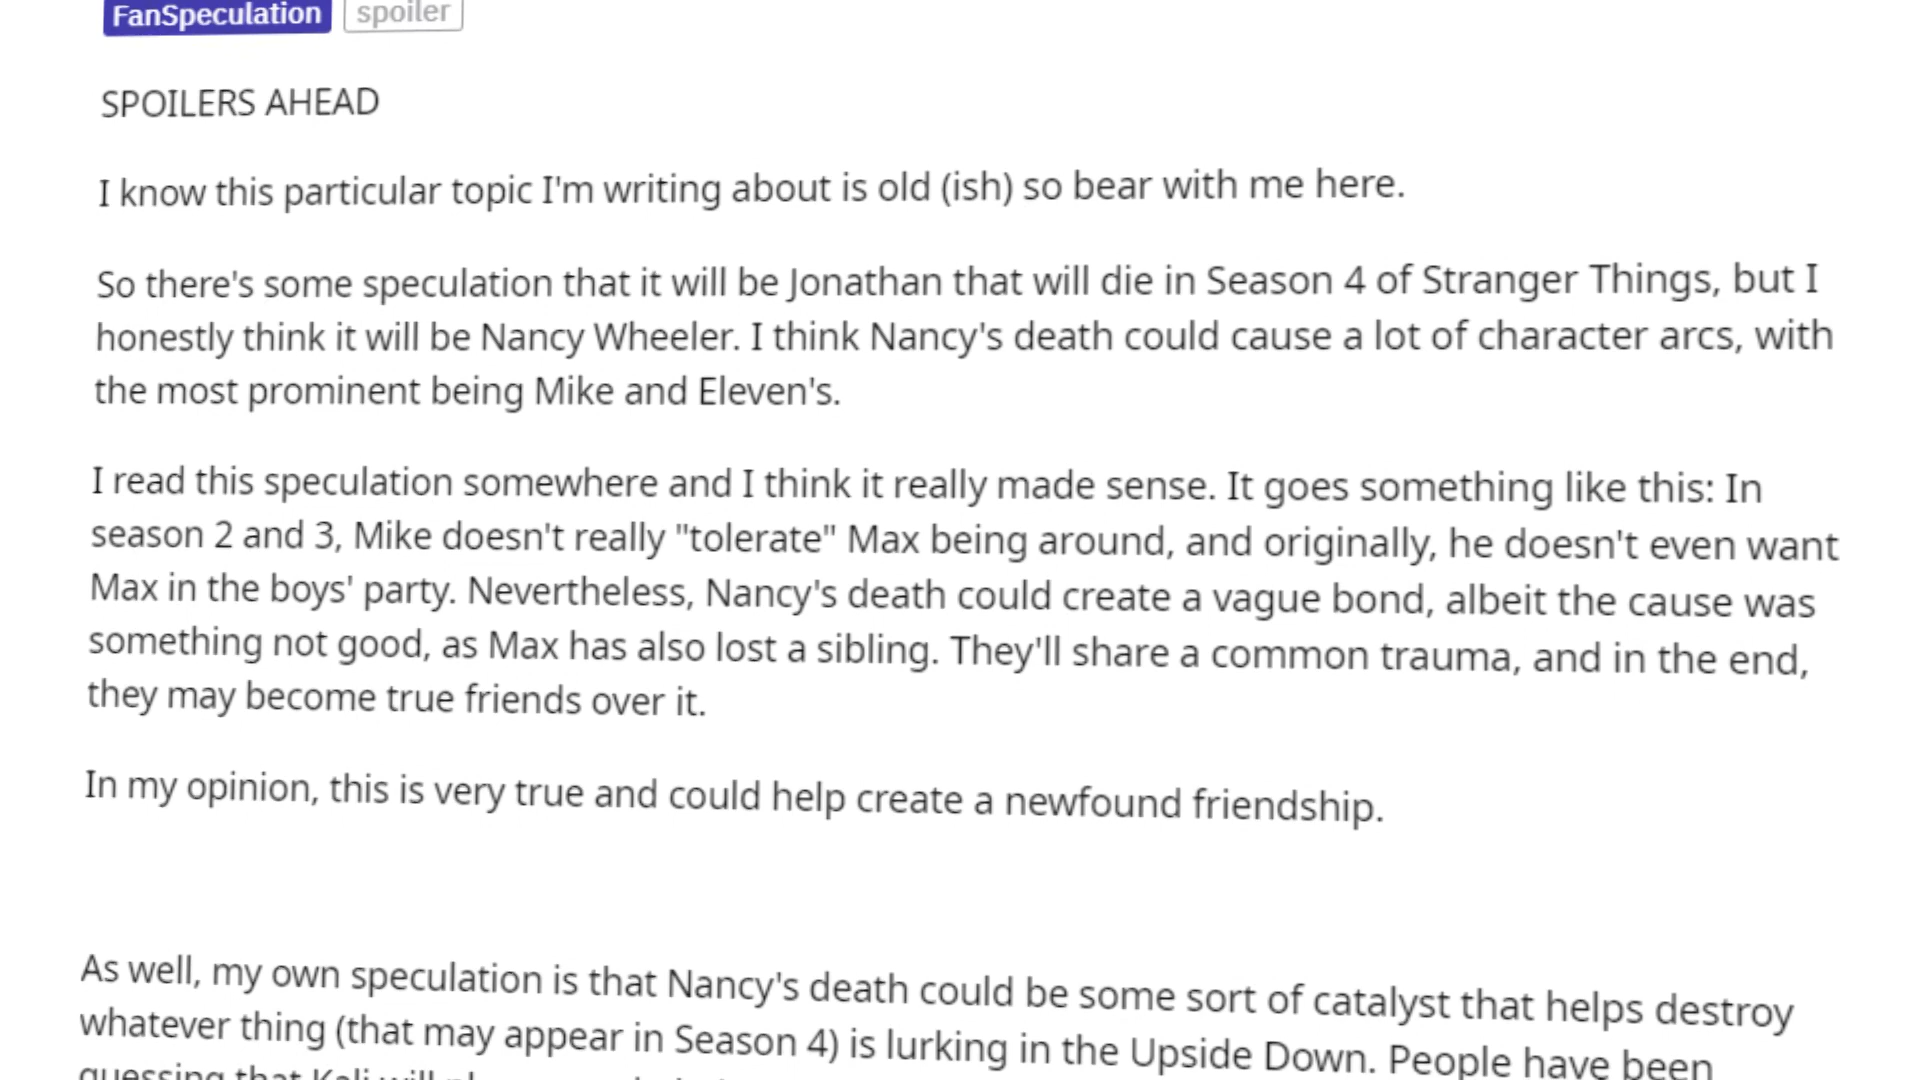 FanSpeculation spoiler
SPOILERS AHEAD
I know this particular topic I'm writing about is old (ish) so bear with me here.
So there's some speculation that it will be Jonathan that will die in Season 4 of Stranger Things, but I
honestly think it will be Nancy Wheeler. I think Nancy's death could cause a lot of character arcs, with
the most prominent being Mike and Eleven's.
I read this speculation somewhere and I think it really made sense. It goes something like this: In
season 2 and 3, Mike doesn't really "tolerate" Max being around, and originally, he doesn't even want
Max in the boys' party. Nevertheless, Nancy's death could create a vague bond, albeit the cause was
something not good, as Max has also lost a sibling. They'll share a common trauma, and in the end,
they may become true friends over it.
In my opinion, this is very true and could help create a newfound friendship.
As well, my own speculation is that Nancy's death could be some sort of catalyst that helps destroy
whatever thing (that may appear in Season 4) is lurking in the Upside Down. People have been
guessing that Kali will